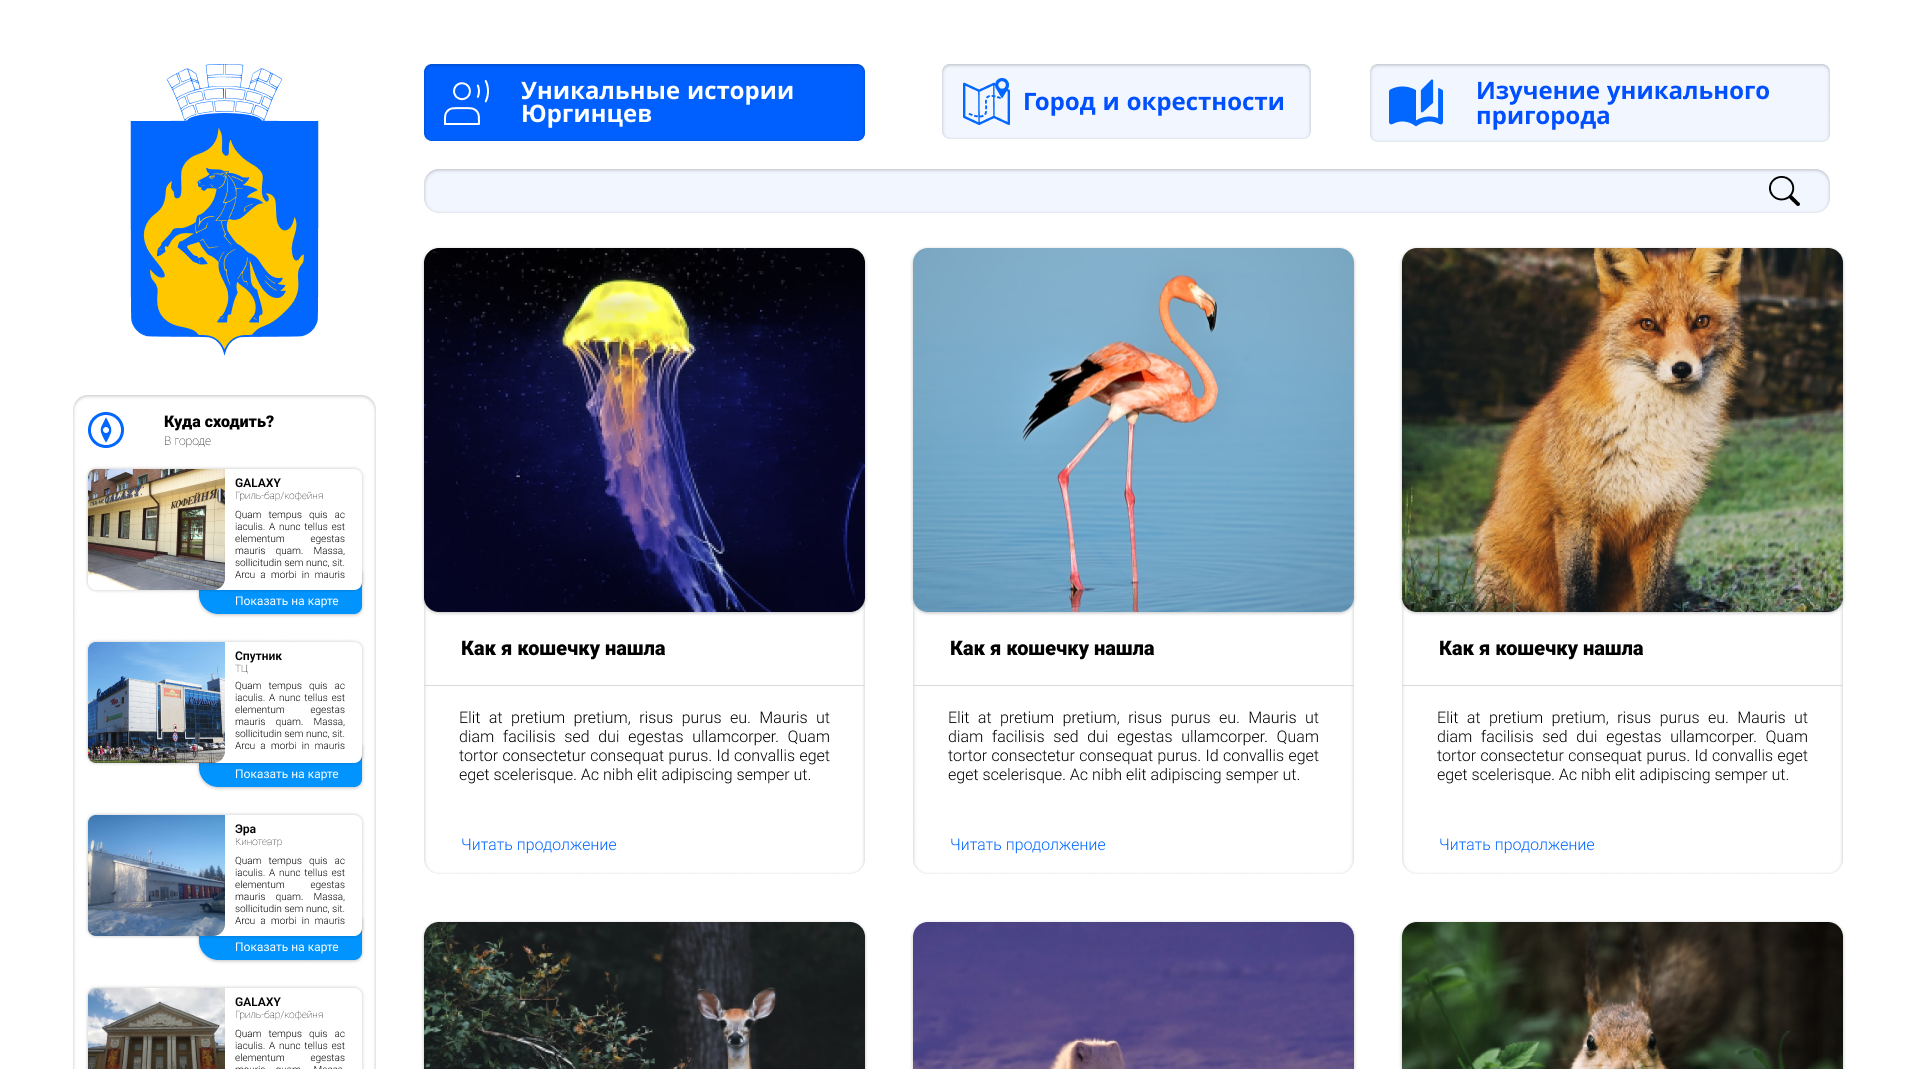 Уникальные истории
Юргинцев
Город и окрестности
Изучение уникального
пригорода
Куда сходить?
В городе
КОФЕЙНЯ
GALAXY
Гриль-бар/кофейня
Quam tempus quis ac
iaculis. A nunc tellus est
elementum egestas
mauris quam. Massa,
sollicitudin sem nunc, sit.
Arcu a morbi in mauris
Показать на карте
Спутник
ТЦ
Quam tempus quis ac
iaculis. A nunc tellus est
elementum egestas
mauris quam. Massa,
sollicitudin sem nunc, sit.
Arcu a morbi in mauris
Показать на карте
Эра
Кинотеатр
Quam tempus quis ac
iaculis. A nunc tellus est
elementum egestas
mauris quam. Massa,
sollicitudin sem nunc, sit.
Arcu a morbi in mauris
Показать на карте
GALAXY
Гриль-бар/кофейня
Quam tempus quis ac
iaculis. A nunc tellus est
elementum egestas
mauris quam. Massa,
Как я кошечку нашла
Elit at pretium pretium, risus purus eu. Mauris ut
diam facilisis sed dui egestas ullamcorper. Quam
tortor consectetur consequat purus. Id convallis eget
eget scelerisque. Ac nibh elit adipiscing semper ut.
Читать продолжение
Как я кошечку нашла
Elit at pretium pretium, risus purus eu. Mauris ut
diam facilisis sed dui egestas ullamcorper. Quam
tortor consectetur consequat purus. Id convallis eget
eget scelerisque. Ac nibh elit adipiscing semper ut.
Читать продолжение
Как я кошечку нашла
Elit at pretium pretium, risus purus eu. Mauris ut
diam facilisis sed dui egestas ullamcorper. Quam
tortor consectetur consequat purus. Id convallis eget
eget scelerisque. Ac nibh elit adipiscing semper ut.
Читать продолжение